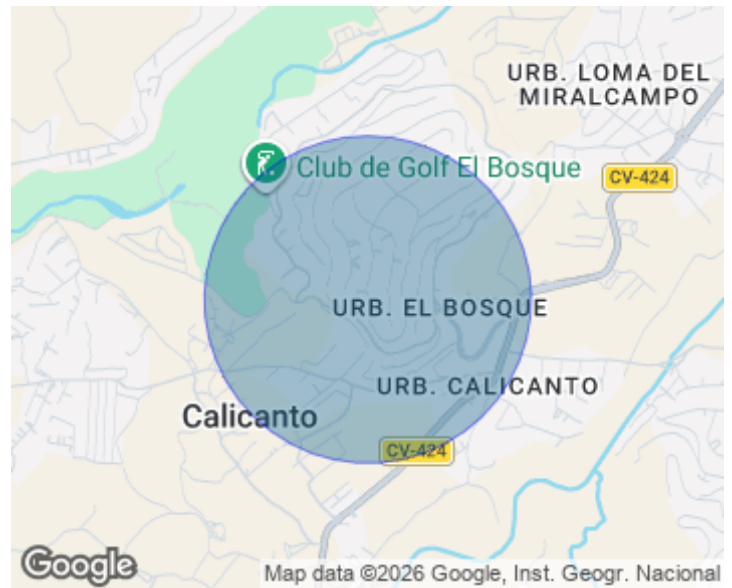 URB. LOMA DEL
MIRALCAMPO
Club de Golf El Bosque
CV-424
URB. EL BOSQUE
URB. CALICANTO
Calicanto
CV-424
Google
Map data ©2026 Google, Inst. Geogr. Nacional